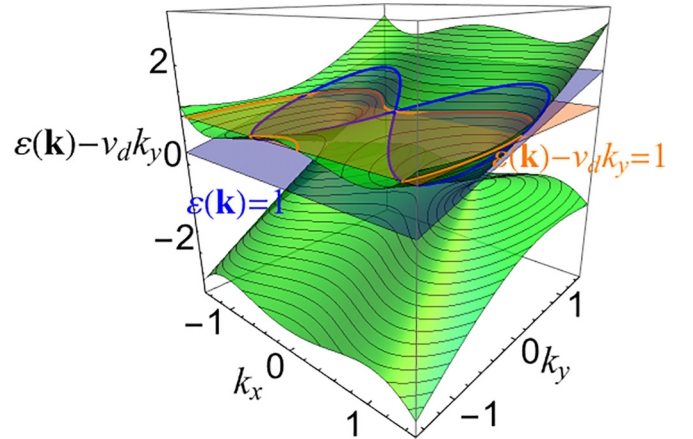 2
ε(k)−v_d k_y 0
−2
ε(k)=1
ε(k)−v_d k_y=1
−1
0
1
k_x
−1
0
1
k_y